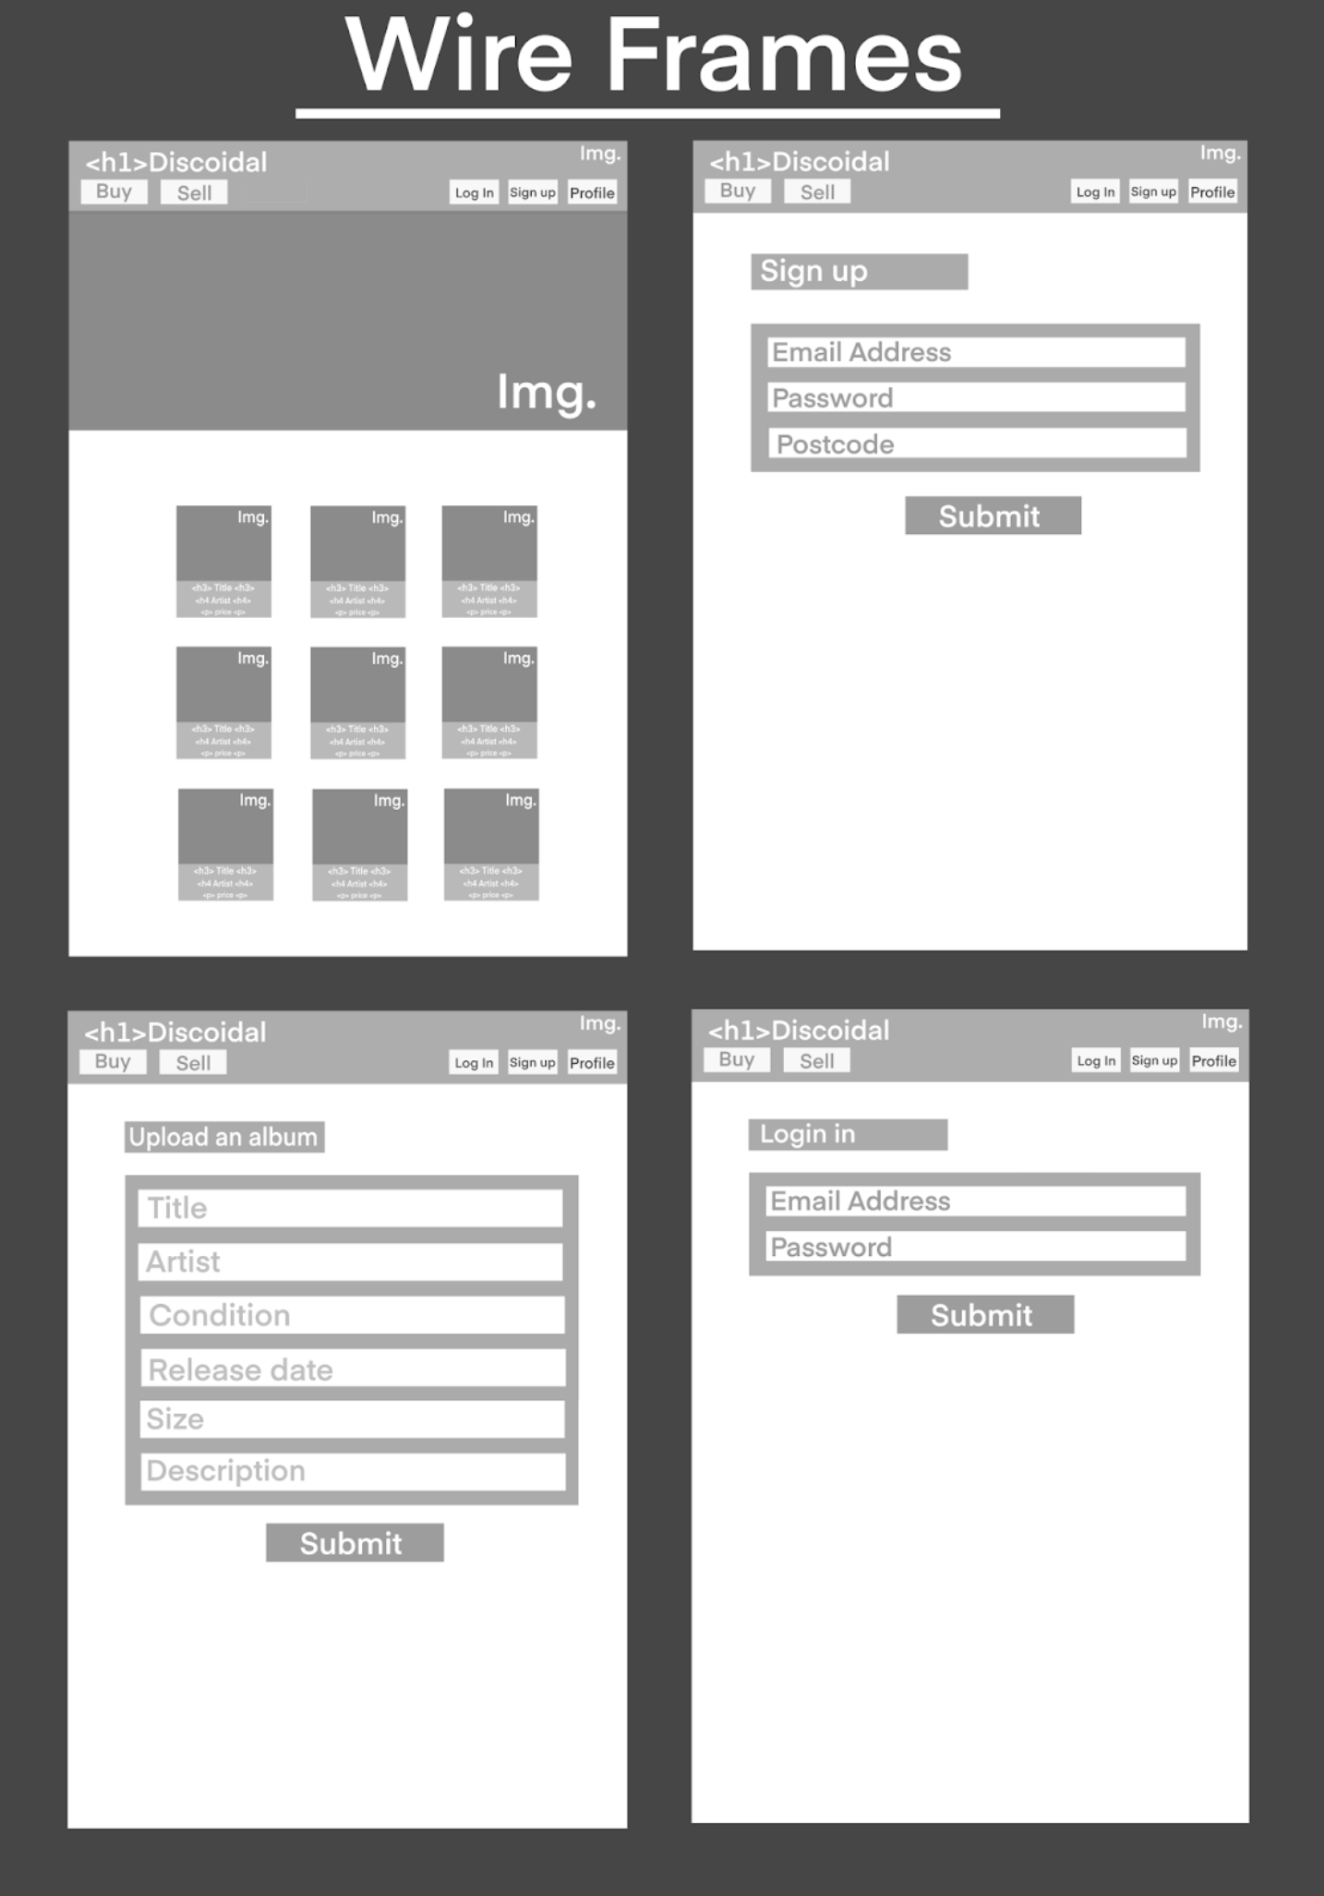 Wire Frames
<h1>Discoidal
Img.
Buy Sell Log In Sign up Profile
Img.
Img. Img. Img.
<h3> Title <h3> <h3> Title <h3> <h3> Title <h3>
<h4 Artist <h4> <h4 Artist <h4> <h4 Artist <h4>
<p> price <p> <p> price <p> <p> price <p>
Img. Img. Img.
<h3> Title <h3> <h3> Title <h3> <h3> Title <h3>
<h4 Artist <h4> <h4 Artist <h4> <h4 Artist <h4>
<p> price <p> <p> price <p> <p> price <p>
Img. Img. Img.
<h3> Title <h3> <h3> Title <h3> <h3> Title <h3>
<h4 Artist <h4> <h4 Artist <h4> <h4 Artist <h4>
<p> price <p> <p> price <p> <p> price <p>
<h1>Discoidal
Img.
Buy Sell Log In Sign up Profile
Sign up
Email Address
Password
Postcode
Submit
<h1>Discoidal
Img.
Buy Sell Log In Sign up Profile
Upload an album
Title
Artist
Condition
Release date
Size
Description
Submit
<h1>Discoidal
Img.
Buy Sell Log In Sign up Profile
Login in
Email Address
Password
Submit